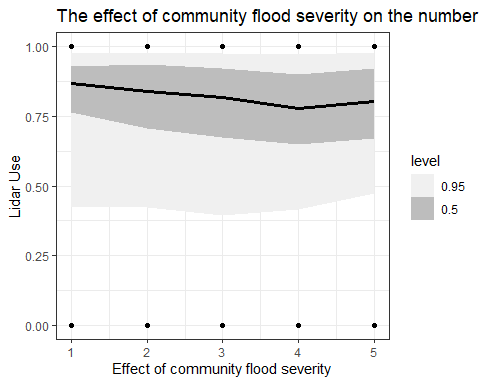 The effect of community flood severity on the number
1.00
0.75
0.50
0.25
0.00
Lidar Use
1 2 3 4 5
Effect of community flood severity
level
0.95
0.5